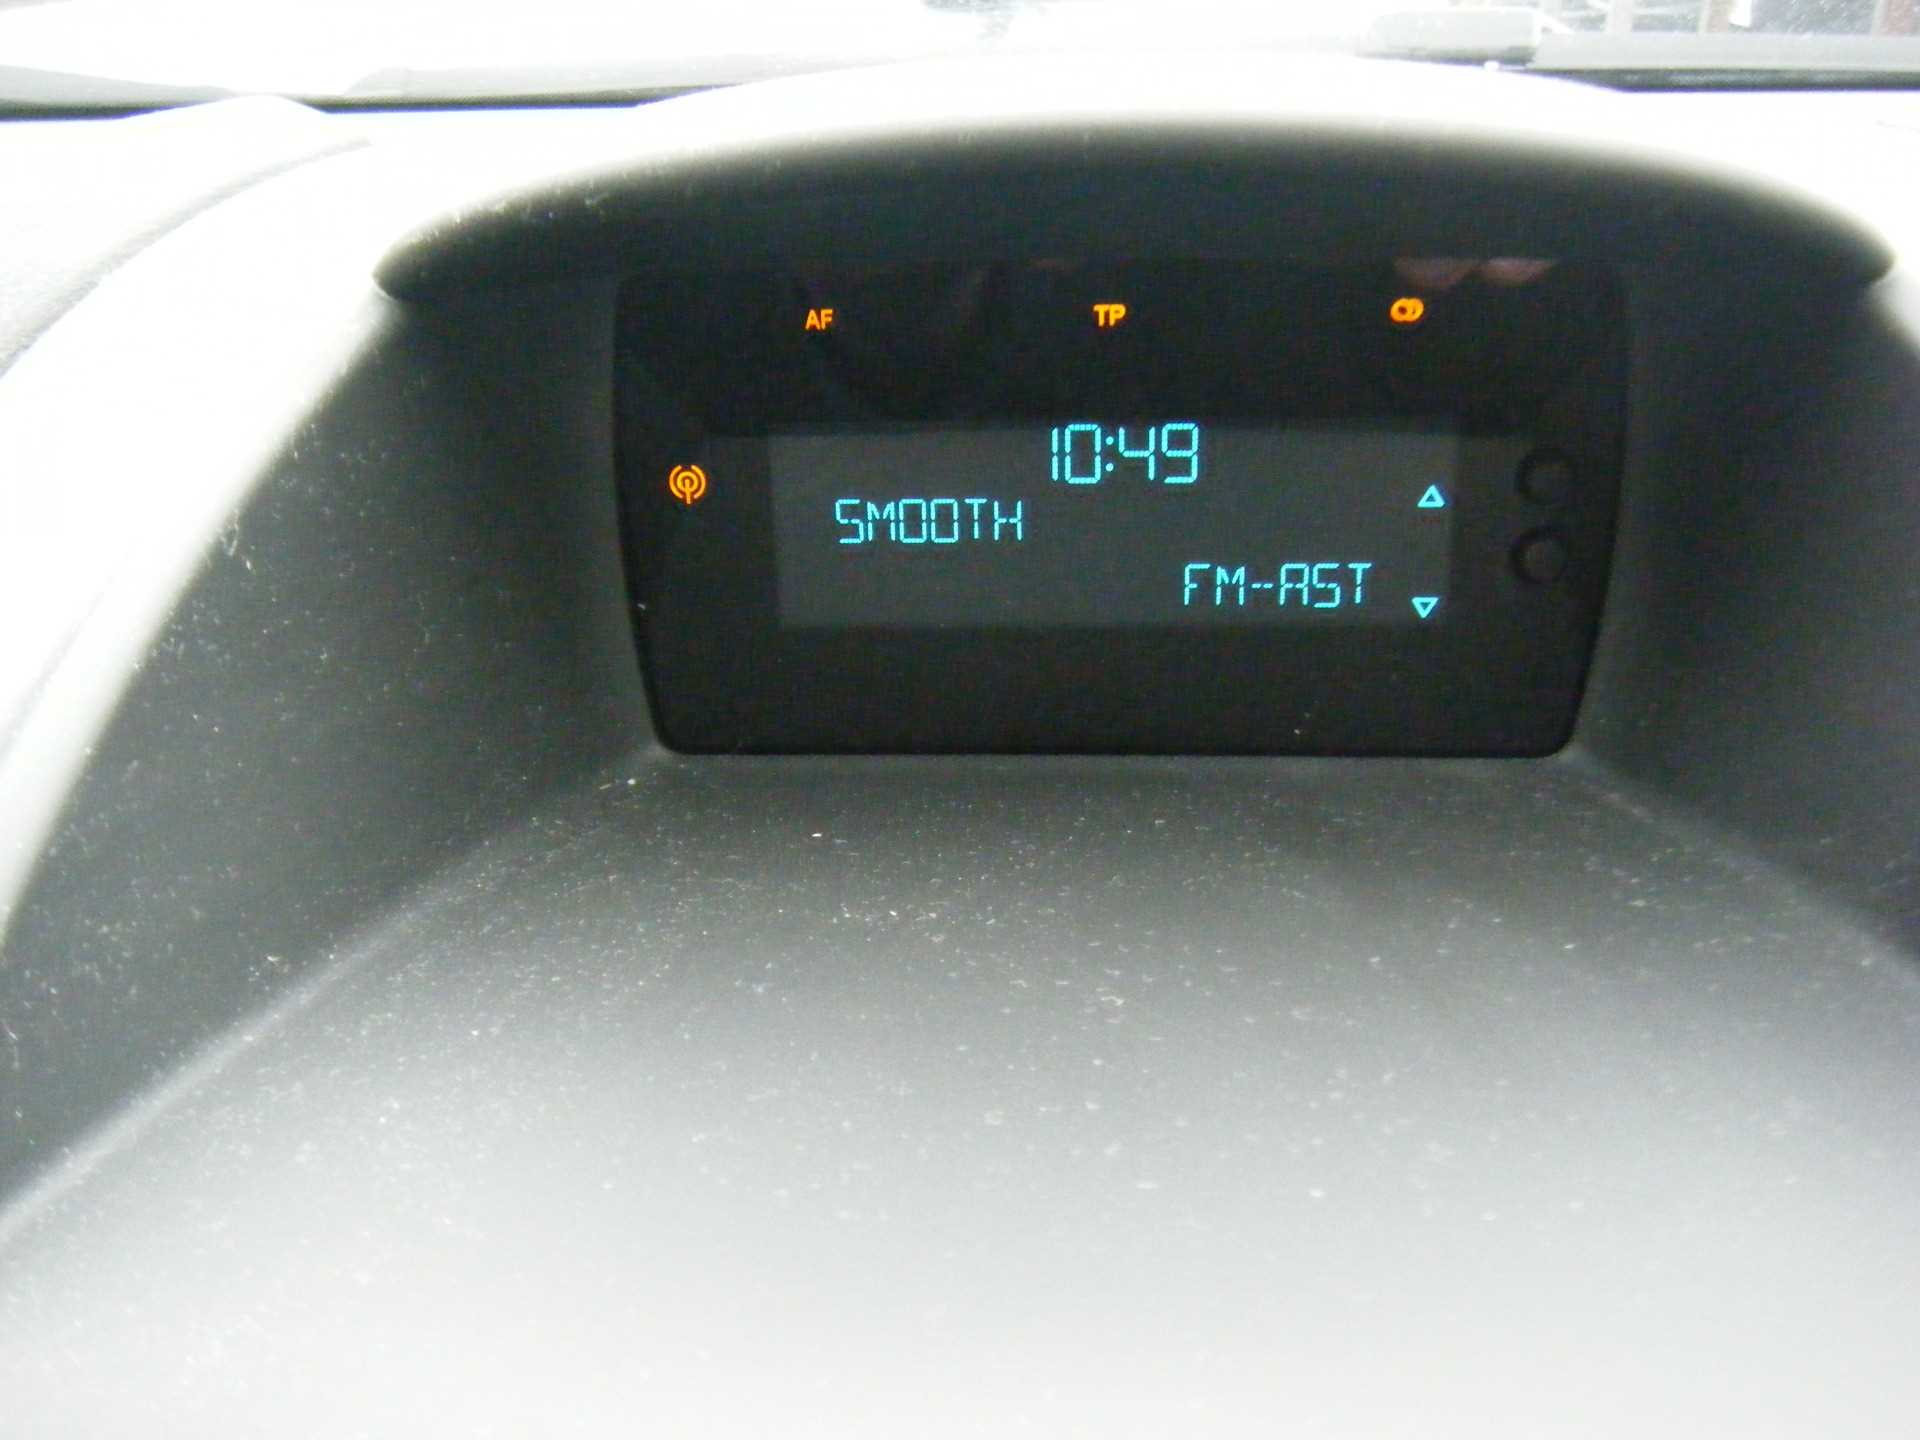 AF TP
10:49
SMOOTH
FM--AST